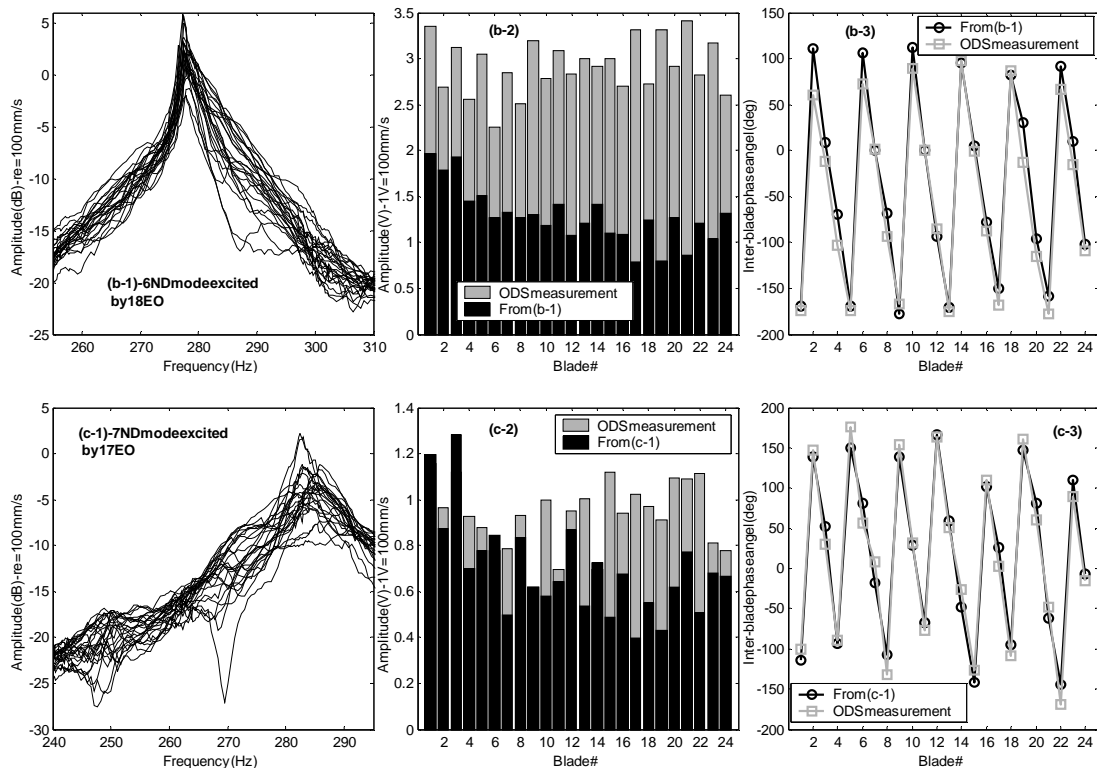 5
0
-5
-10
-15
-20
-25
Amplitude(dB)-re=100mm/s
(b-1)-6NDmodeexcited
by18EO
260 270 280 290 300 310
Frequency(Hz)
3.5
3
2.5
2
1.5
1
0.5
0
Amplitude(V)-1V=100mm/s
(b-2)
ODSmeasurement
From(b-1)
2 4 6 8 10 12 14 16 18 20 22 24
Blade#
150
100
50
0
-50
-100
-150
-200
Inter-bladephaseangel(deg)
(b-3)
From(b-1)
ODSmeasurement
2 4 6 8 10 12 14 16 18 20 22 24
Blade#
5
0
-5
-10
-15
-20
-25
-30
Amplitude(dB)-re=100mm/s
(c-1)-7NDmodeexcited
by17EO
240 250 260 270 280 290
Frequency(Hz)
1.4
1.2
1
0.8
0.6
0.4
0.2
0
Amplitude(V)-1V=100mm/s
(c-2)
ODSmeasurement
From(c-1)
2 4 6 8 10 12 14 16 18 20 22 24
Blade#
200
150
100
50
0
-50
-100
-150
-200
Inter-bladephaseangel(deg)
(c-3)
From(c-1)
ODSmeasurement
2 4 6 8 10 12 14 16 18 20 22 24
Blade#